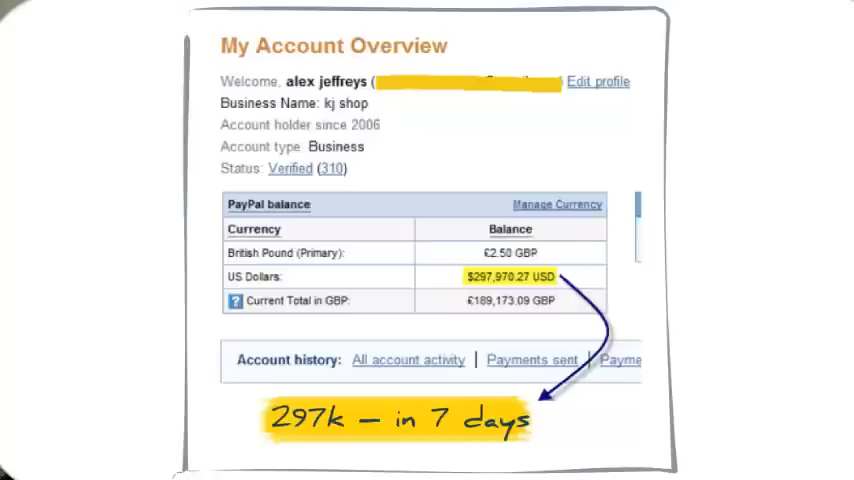 My Account Overview
Welcome, alex jeffreys ( ) Edit profile
Business Name: kj shop
Account holder since 2006
Account type: Business
Status: Verified (310)
PayPal balance Manage Currency
Currency Balance
British Pound (Primary): £2.50 GBP
US Dollars: $297,970.27 USD
? Current Total in GBP: £189,173.09 GBP
Account history: All account activity | Payments sent | Payme
297k – in 7 days